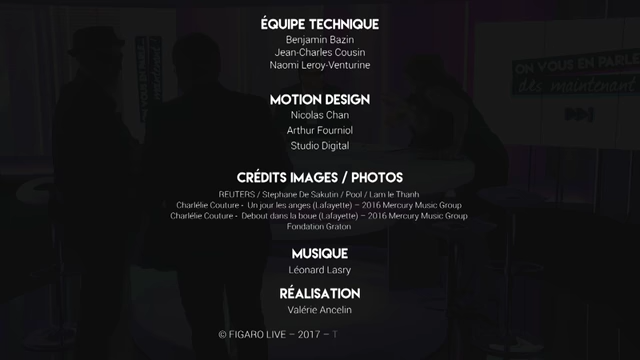 ÉQUIPE TECHNIQUE
Benjamin Bazin
Jean-Charles Cousin
Naomi Leroy-Venturine
MOTION DESIGN
Nicolas Chan
Arthur Fourniol
Studio Digital
CRÉDITS IMAGES / PHOTOS
REUTERS / Stephane De Sakutin / Pool / Lam le Thanh
Charlélie Couture - Un jour les anges (Lafayette) – 2016 Mercury Music Group
Charlélie Couture - Debout dans la boue (Lafayette) – 2016 Mercury Music Group
Fondation Graton
MUSIQUE
Léonard Lasry
RÉALISATION
Valérie Ancelin
© FIGARO LIVE – 2017 – T
ON VOUS EN PARLE
dès maintenant